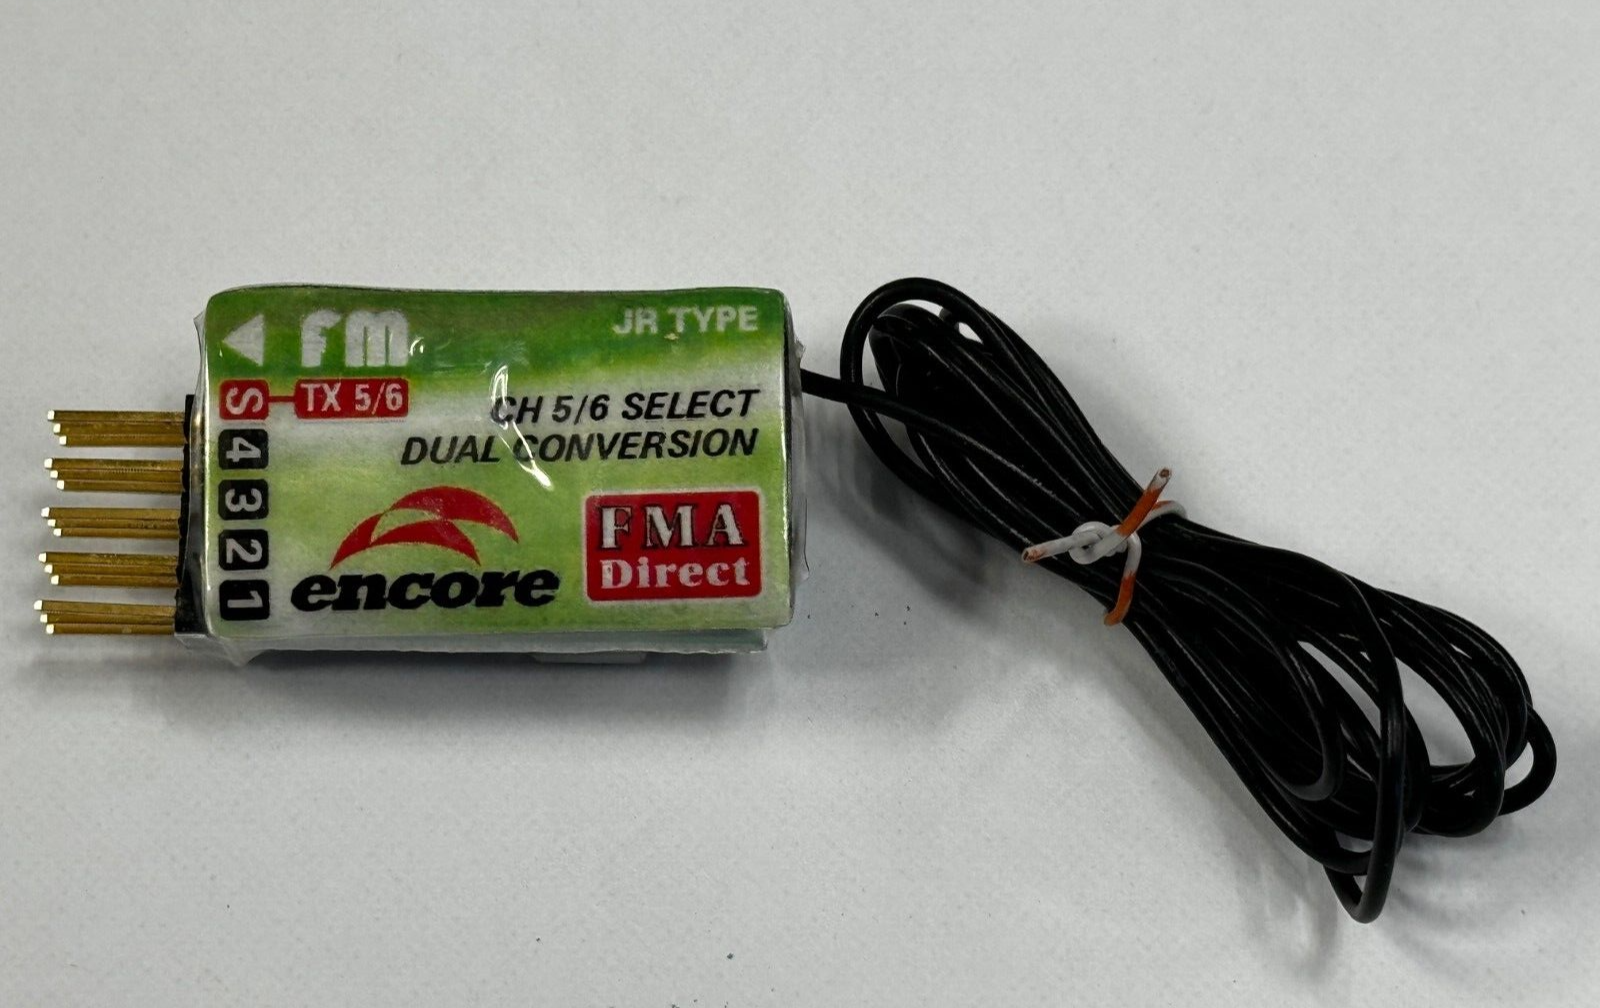 fm
JR TYPE
S TX 5/6
CH 5/6 SELECT
DUAL CONVERSION
4
3
2
1
encore
FMA
Direct